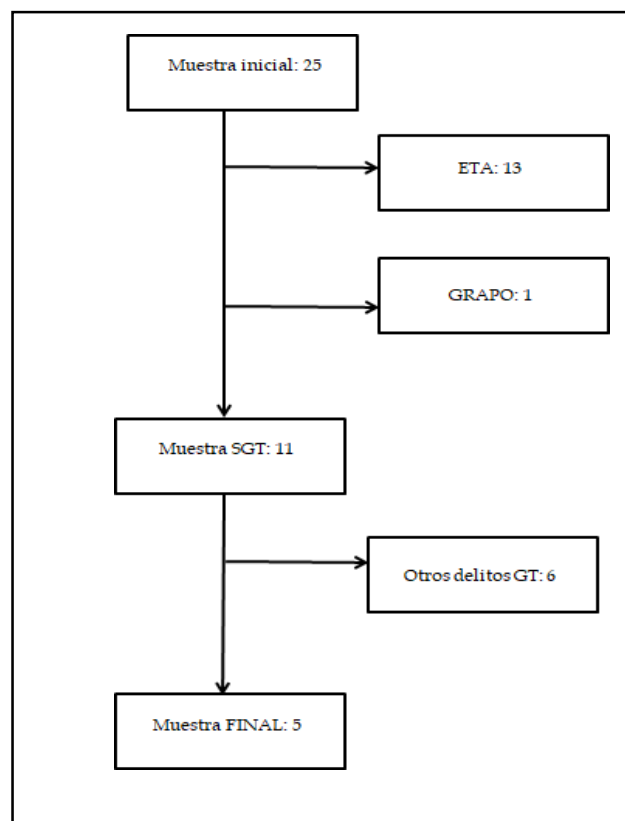 Muestra inicial: 25
ETA: 13
GRAPO: 1
Muestra SGT: 11
Otros delitos GT: 6
Muestra FINAL: 5